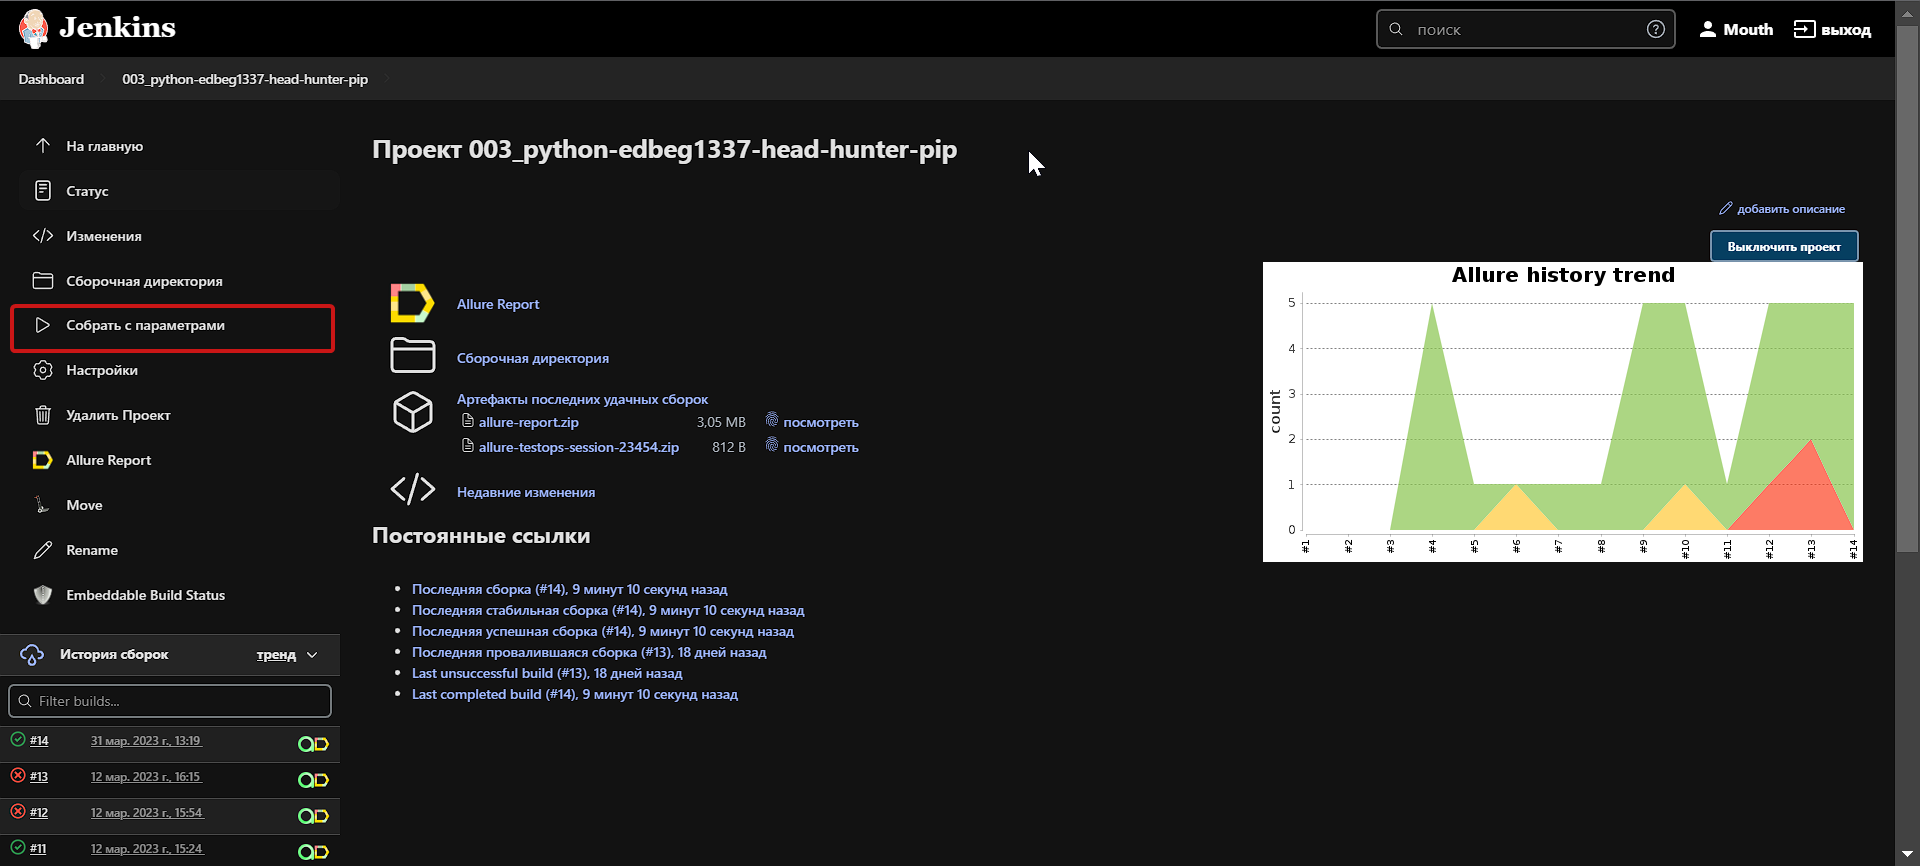 Jenkins
поиск
Mouth
выход
Dashboard
003_python-edbeg1337-head-hunter-pip
На главную
Статус
Изменения
Сборочная директория
Собрать с параметрами
Настройки
Удалить Проект
Allure Report
Move
Rename
Embeddable Build Status
История сборок
тренд
Filter builds...
#14 31 мар. 2023 г., 13:19
#13 12 мар. 2023 г., 16:15
#12 12 мар. 2023 г., 15:54
#11 12 мар. 2023 г., 15:24
Проект 003_python-edbeg1337-head-hunter-pip
добавить описание
Выключить проект
Allure Report
Сборочная директория
Артефакты последних удачных сборок
allure-report.zip 3,05 MB посмотреть
allure-testops-session-23454.zip 812 B посмотреть
Недавние изменения
Постоянные ссылки
Последняя сборка (#14), 9 минут 10 секунд назад
Последняя стабильная сборка (#14), 9 минут 10 секунд назад
Последняя успешная сборка (#14), 9 минут 10 секунд назад
Последняя провалившаяся сборка (#13), 18 дней назад
Last unsuccessful build (#13), 18 дней назад
Last completed build (#14), 9 минут 10 секунд назад
Allure history trend
count
5
4
3
2
1
0
#1 #2 #3 #4 #5 #6 #7 #8 #9 #10 #11 #12 #13 #14